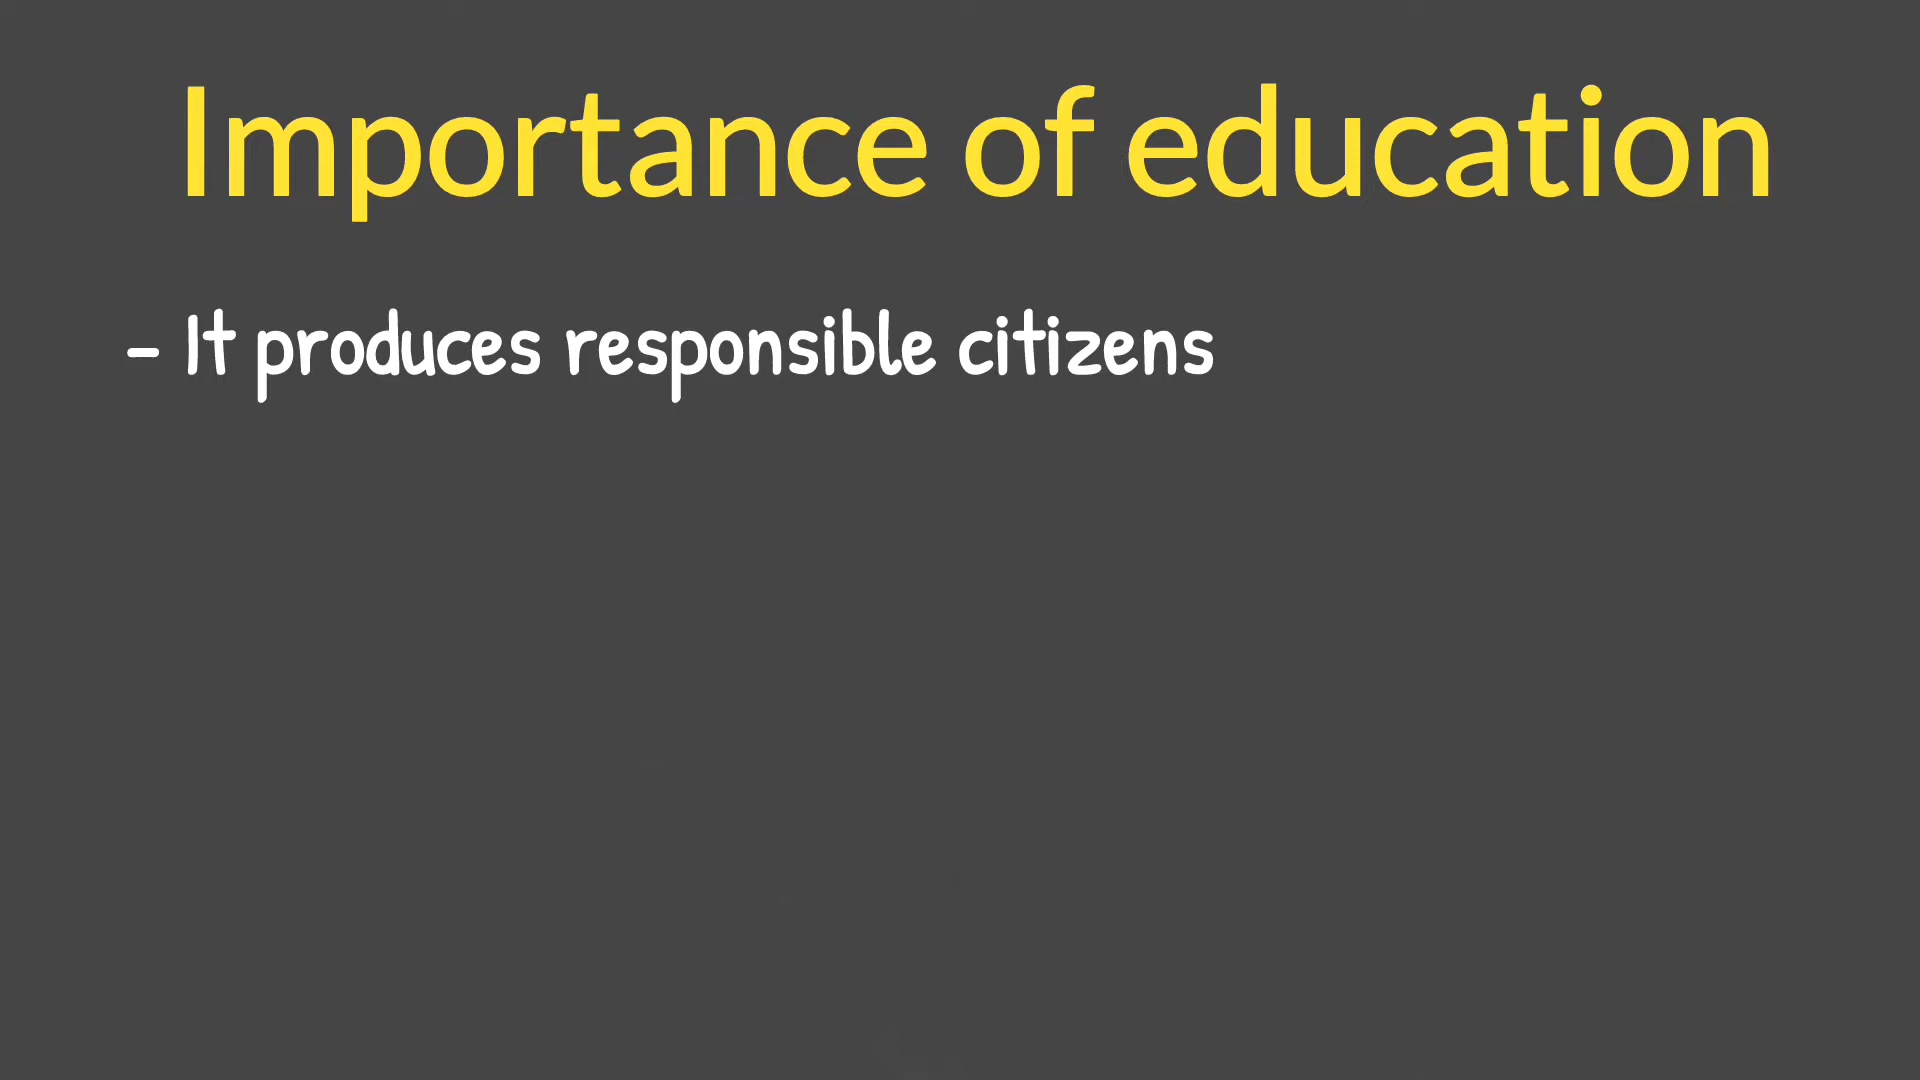 Importance of education
- It produces responsible citizens